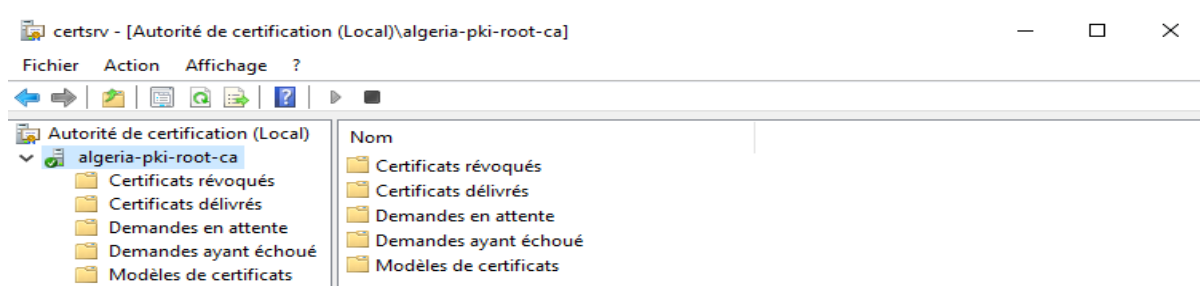 certsrv - [Autorité de certification (Local)\algeria-pki-root-ca]
Fichier Action Affichage ?
Autorité de certification (Local)
algeria-pki-root-ca
Certificats révoqués
Certificats délivrés
Demandes en attente
Demandes ayant échoué
Modèles de certificats
Nom
Certificats révoqués
Certificats délivrés
Demandes en attente
Demandes ayant échoué
Modèles de certificats